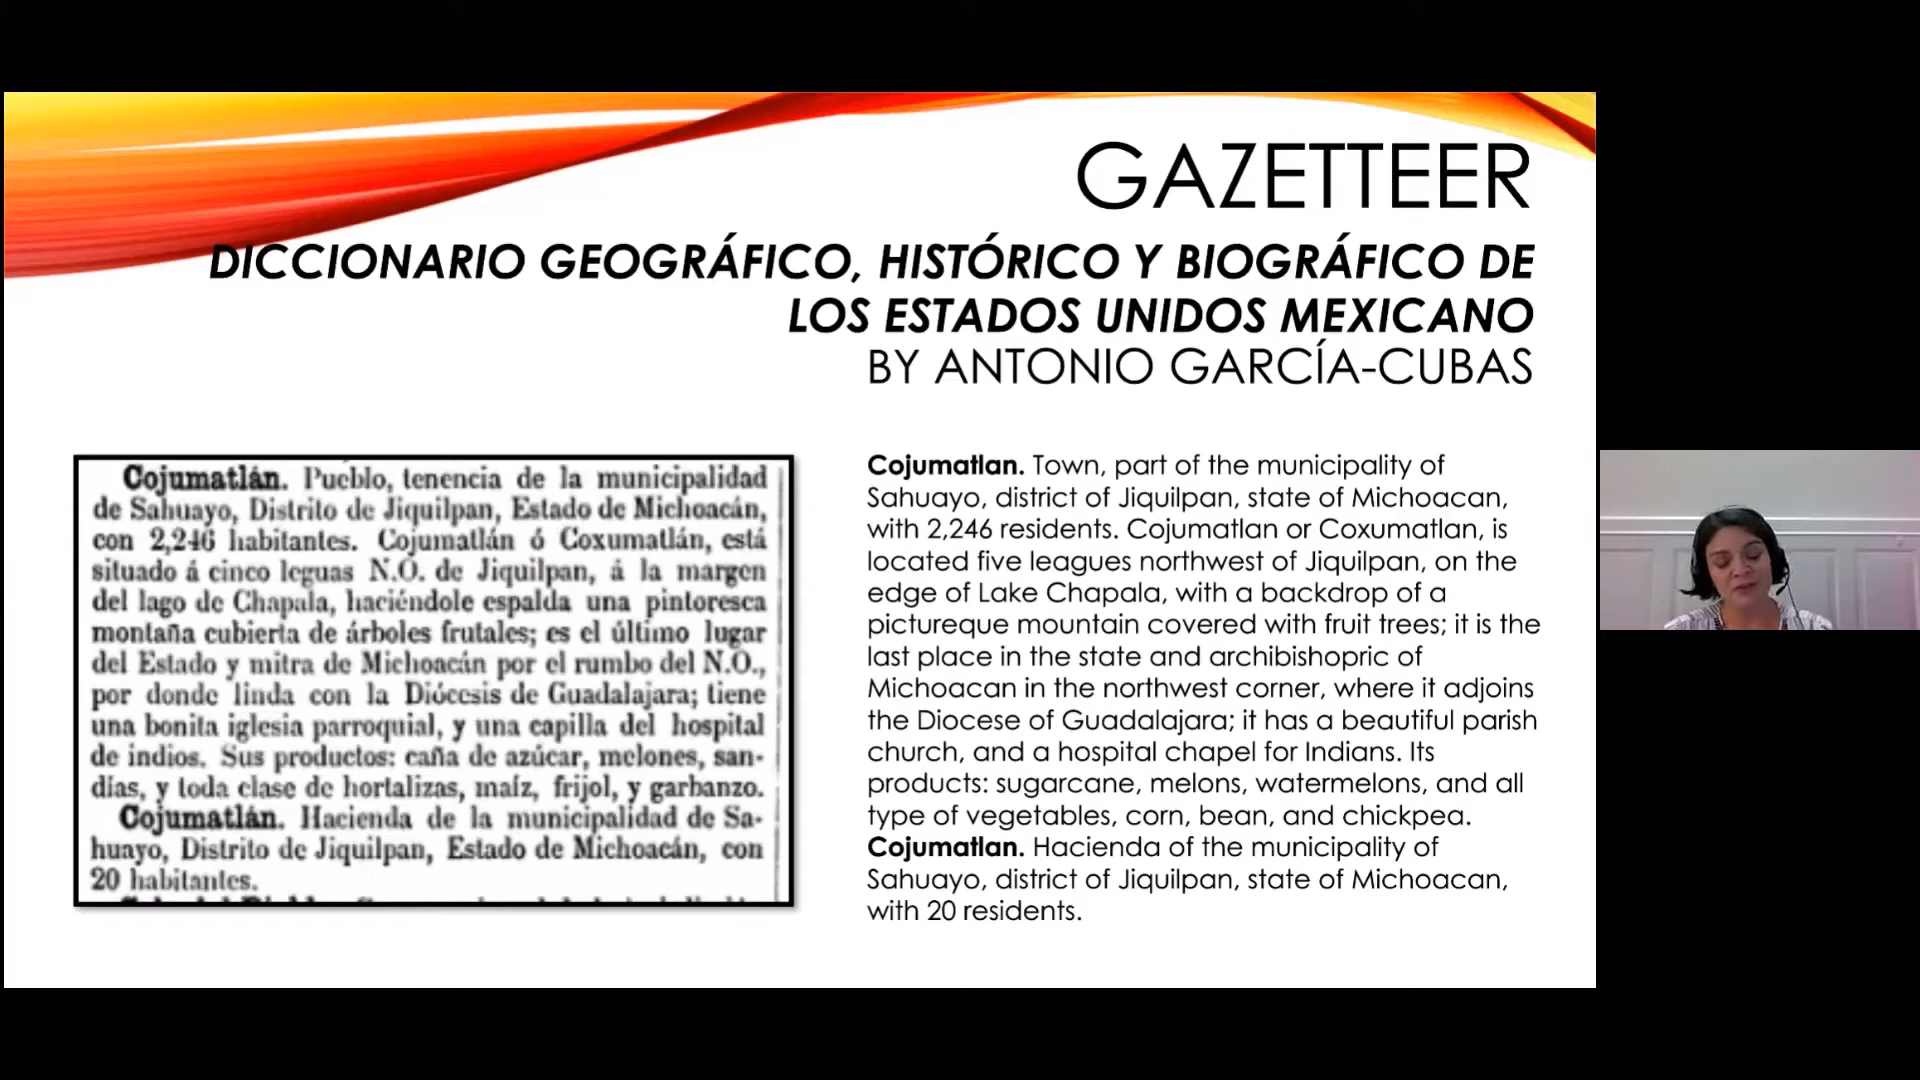 GAZETTEER
DICCIONARIO GEOGRÁFICO, HISTÓRICO Y BIOGRÁFICO DE
LOS ESTADOS UNIDOS MEXICANO
BY ANTONIO GARCÍA-CUBAS
Cojumatlán. Pueblo, tenencia de la municipalidad
de Sahuayo, Distrito de Jiquilpan, Estado de Michoacán,
con 2,246 habitantes. Cojumatlán ó Coxumatlán, está
situado á cinco leguas N.O. de Jiquilpan, á la margen
del lago de Chapala, haciéndole espalda una pintoresca
montaña cubierta de árboles frutales; es el último lugar
del Estado y mitra de Michoacán por el rumbo del N.O.,
por donde linda con la Diócesis de Guadalajara; tiene
una bonita iglesia parroquial, y una capilla del hospital
de indios. Sus productos: caña de azúcar, melones, san-
días, y toda clase de hortalizas, maíz, frijol, y garbanzo.
Cojumatlán. Hacienda de la municipalidad de Sa-
huayo, Distrito de Jiquilpan, Estado de Michoacán, con
20 habitantes.
Cojumatlan. Town, part of the municipality of
Sahuayo, district of Jiquilpan, state of Michoacan,
with 2,246 residents. Cojumatlan or Coxumatlan, is
located five leagues northwest of Jiquilpan, on the
edge of Lake Chapala, with a backdrop of a
pictureque mountain covered with fruit trees; it is the
last place in the state and archibishopric of
Michoacan in the northwest corner, where it adjoins
the Diocese of Guadalajara; it has a beautiful parish
church, and a hospital chapel for Indians. Its
products: sugarcane, melons, watermelons, and all
type of vegetables, corn, bean, and chickpea.
Cojumatlan. Hacienda of the municipality of
Sahuayo, district of Jiquilpan, state of Michoacan,
with 20 residents.